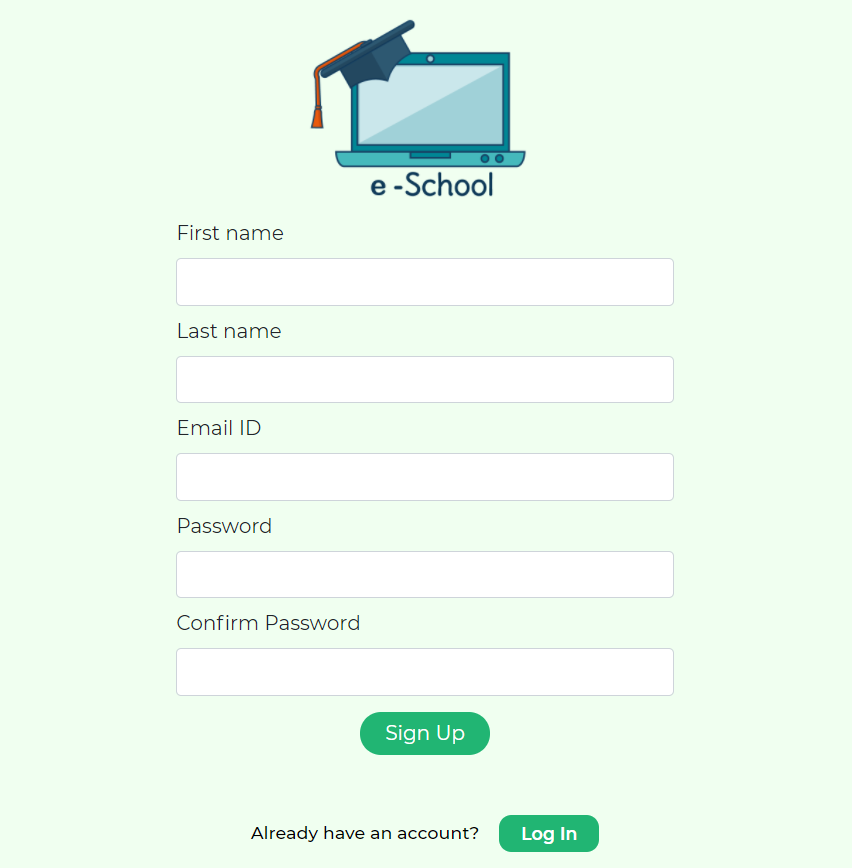 e -School
First name
Last name
Email ID
Password
Confirm Password
Sign Up
Already have an account? Log In